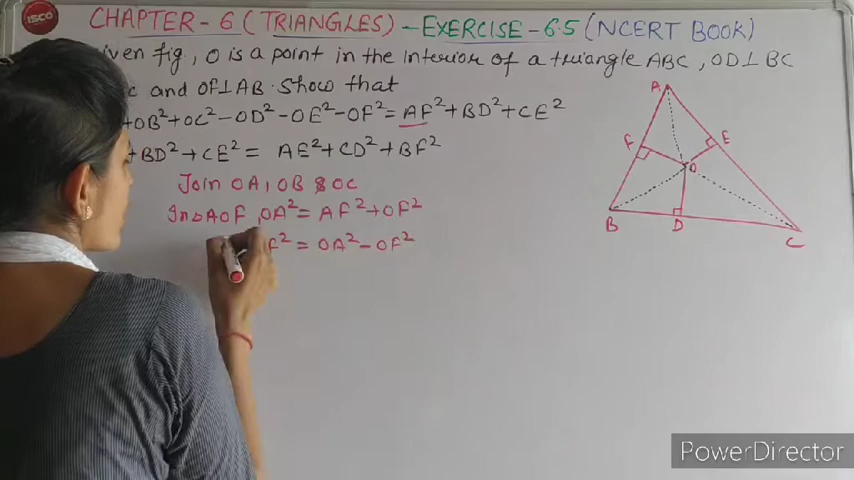 ISCO
CHAPTER - 6 (TRIANGLES) - EXERCISE - 6.5 (NCERT BOOK)
given fig, O is a point in the interior of a triangle ABC, OD⊥BC
and OF⊥AB. Show that
+OB²+OC²-OD²-OE²-OF² = AF²+BD²+CE²
+BD²+CE² = AE²+CD²+BF²
Join OA, OB & OC
In △AOF, OA² = AF²+OF²
F² = OA²-OF²
A
F
E
O
B
D
C
PowerDirector